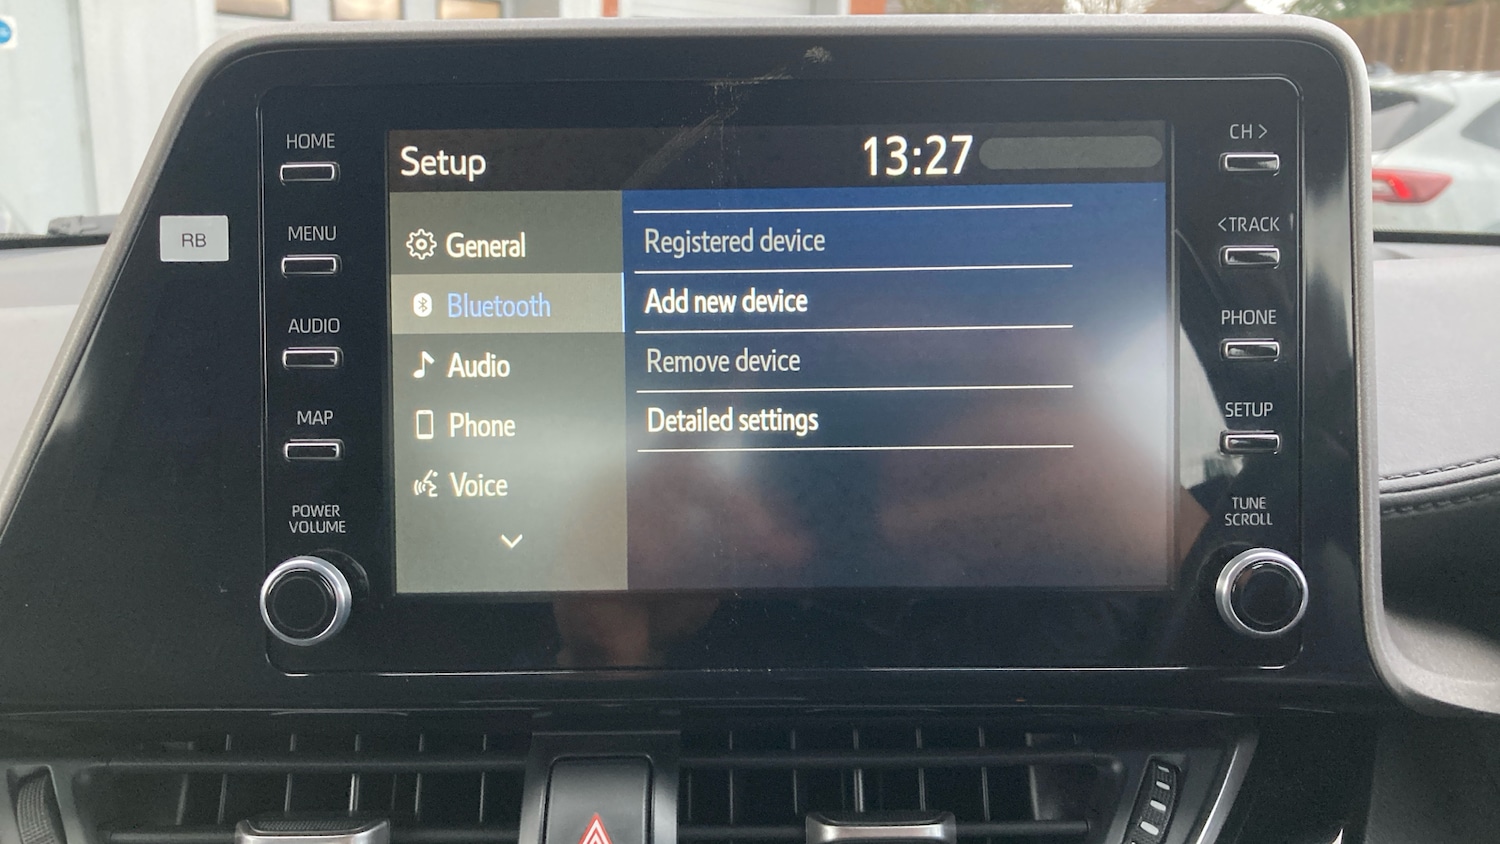 Setup
13:27
General
Bluetooth
Audio
Phone
Voice
Registered device
Add new device
Remove device
Detailed settings
HOME
MENU
AUDIO
MAP
POWER
VOLUME
RB
CH >
< TRACK
PHONE
SETUP
TUNE
SCROLL